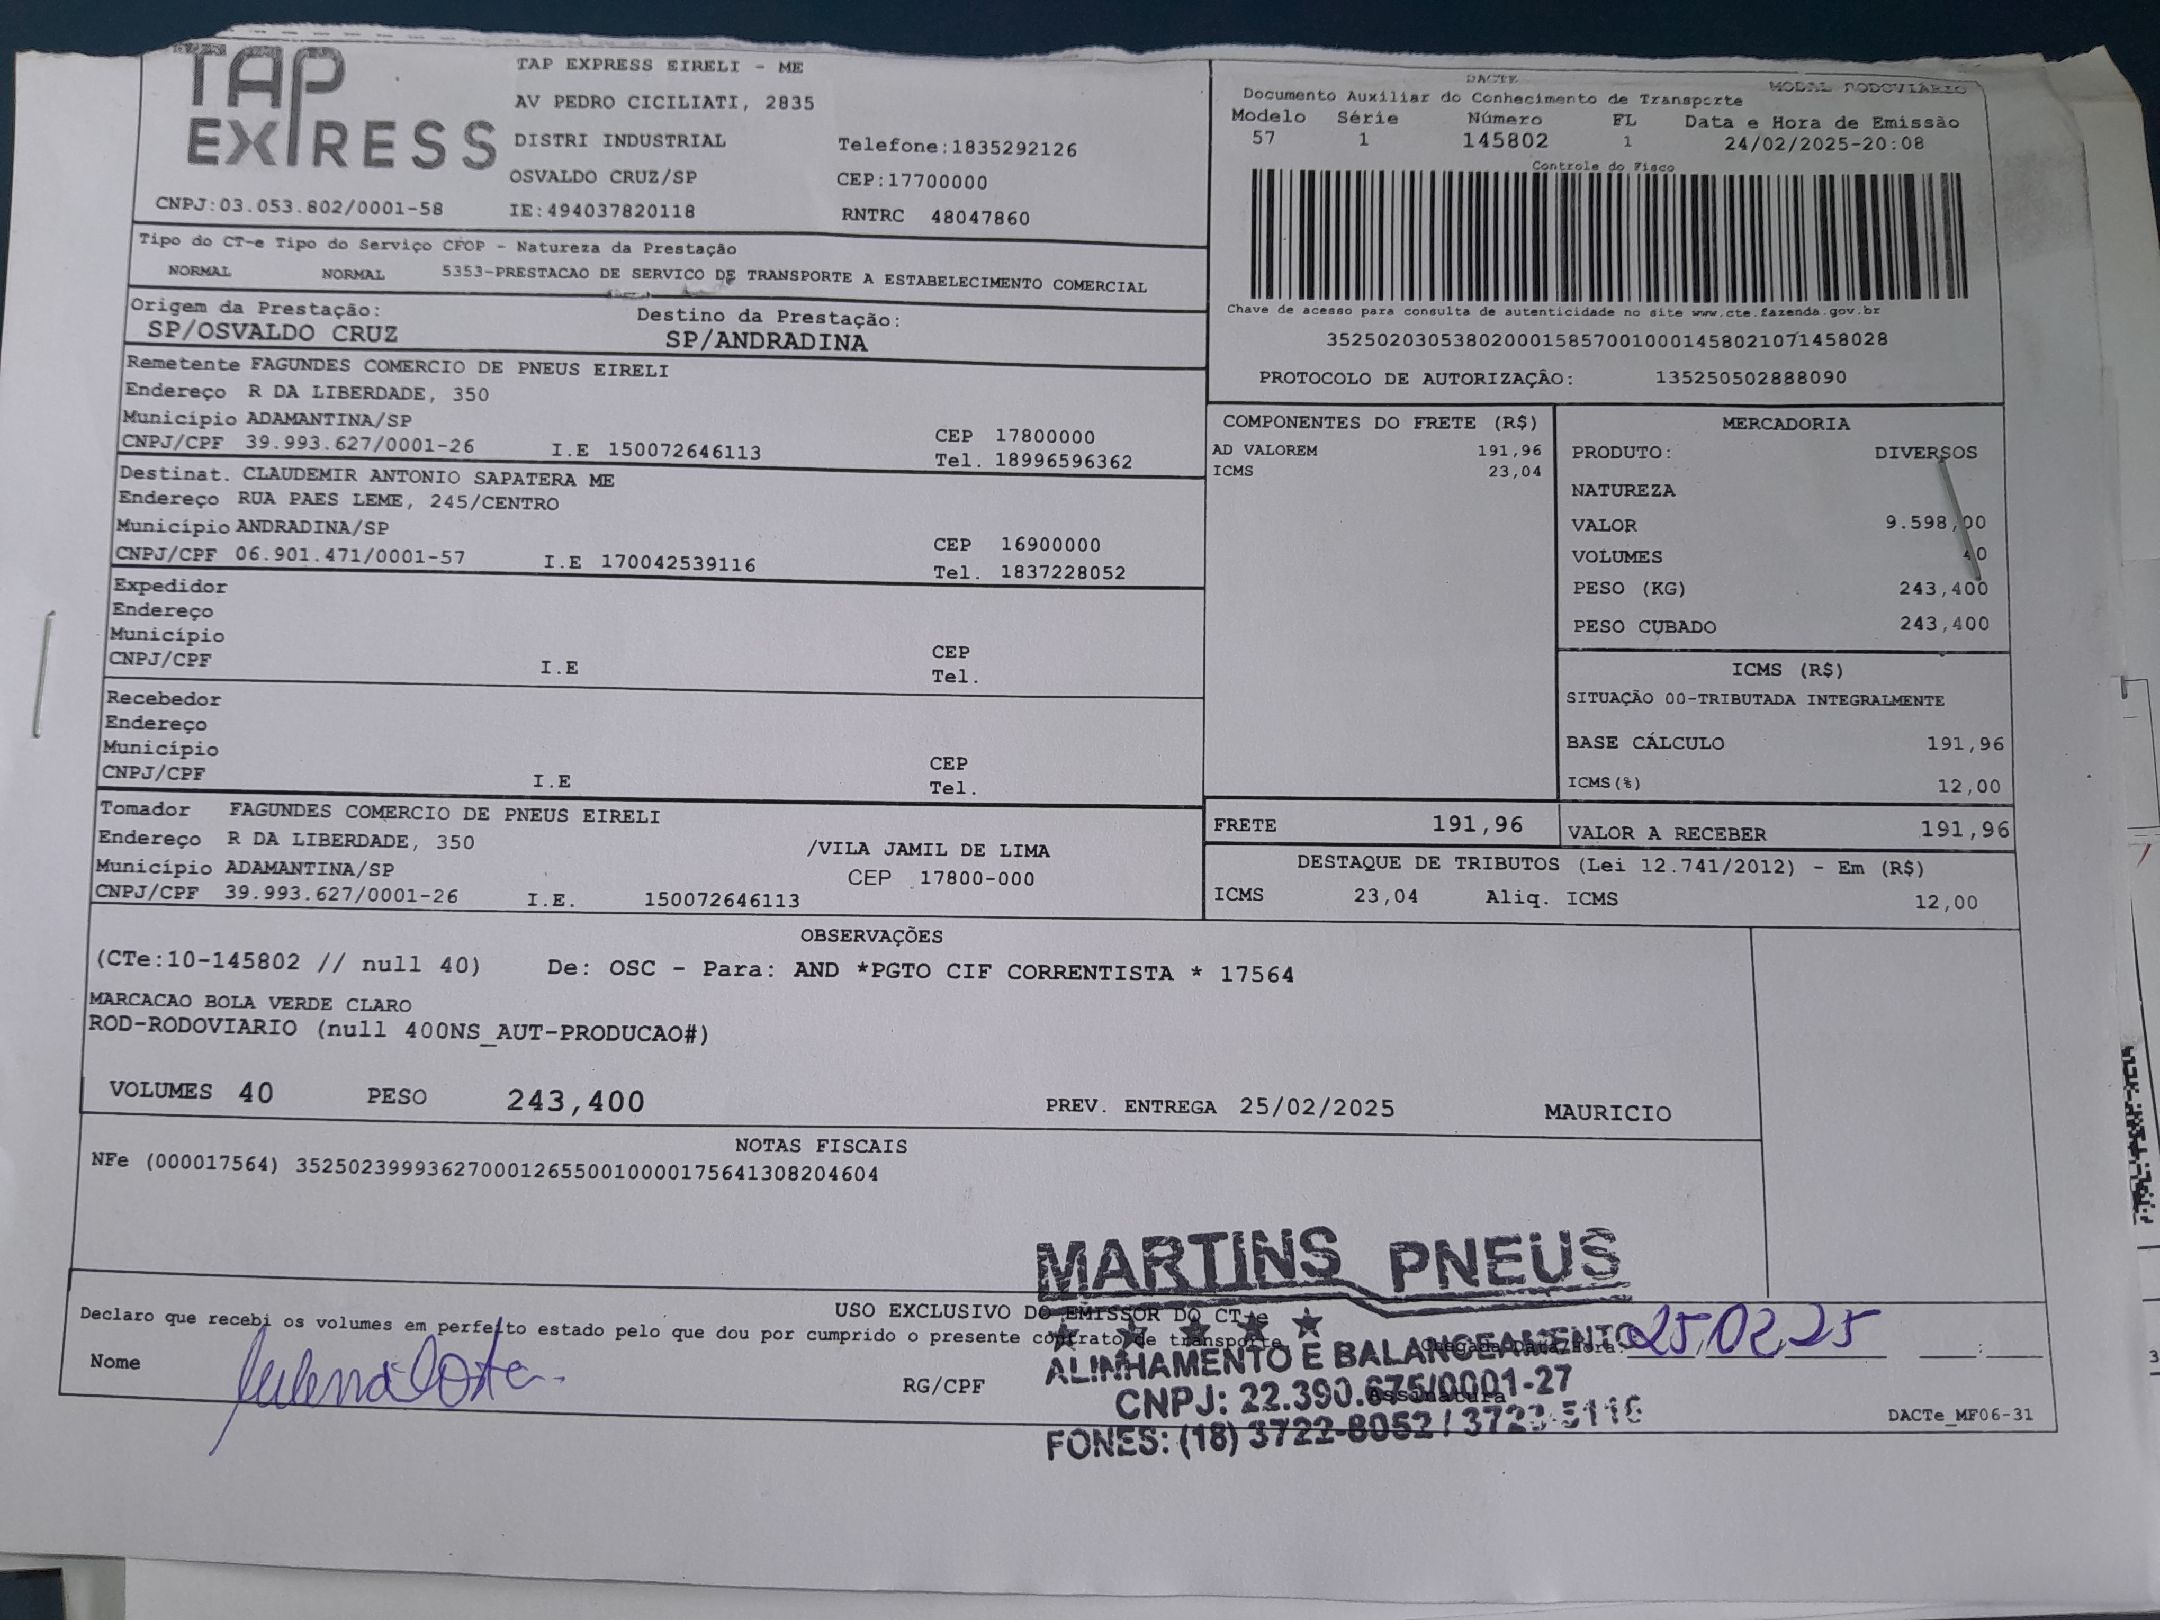 TAP EXPRESS
TAP EXPRESS EIRELI - ME
AV PEDRO CICILIATI, 2835
DISTRI INDUSTRIAL Telefone:1835292126
OSVALDO CRUZ/SP CEP:17700000
CNPJ:03.053.802/0001-58 IE:494037820118 RNTRC 48047860
DACTE MODAL RODOVIÁRIO
Documento Auxiliar do Conhecimento de Transporte
Modelo Série Número FL Data e Hora de Emissão
57 1 145802 1 24/02/2025-20:08
Controle do Fisco
Chave de acesso para consulta de autenticidade no site www.cte.fazenda.gov.br
35250203053802000158570010001458021071458028
PROTOCOLO DE AUTORIZAÇÃO: 135250502888090
Tipo do CT-e Tipo do Serviço CFOP - Natureza da Prestação
NORMAL NORMAL 5353-PRESTACAO DE SERVICO DE TRANSPORTE A ESTABELECIMENTO COMERCIAL
Origem da Prestação: Destino da Prestação:
SP/OSVALDO CRUZ SP/ANDRADINA
Remetente FAGUNDES COMERCIO DE PNEUS EIRELI
Endereço R DA LIBERDADE, 350
Município ADAMANTINA/SP CEP 17800000
CNPJ/CPF 39.993.627/0001-26 I.E 150072646113 Tel. 18996596362
Destinat. CLAUDEMIR ANTONIO SAPATERA ME
Endereço RUA PAES LEME, 245/CENTRO
Município ANDRADINA/SP CEP 16900000
CNPJ/CPF 06.901.471/0001-57 I.E 170042539116 Tel. 1837228052
Expedidor
Endereço
Município CEP
CNPJ/CPF I.E Tel.
Recebedor
Endereço
Município CEP
CNPJ/CPF I.E Tel.
Tomador FAGUNDES COMERCIO DE PNEUS EIRELI
Endereço R DA LIBERDADE, 350 /VILA JAMIL DE LIMA
Município ADAMANTINA/SP CEP 17800-000
CNPJ/CPF 39.993.627/0001-26 I.E. 150072646113
COMPONENTES DO FRETE (R$)
AD VALOREM 191,96
ICMS 23,04
MERCADORIA
PRODUTO: DIVERSOS
NATUREZA
VALOR 9.598,00
VOLUMES 40
PESO (KG) 243,400
PESO CUBADO 243,400
ICMS (R$)
SITUAÇÃO 00-TRIBUTADA INTEGRALMENTE
BASE CÁLCULO 191,96
ICMS(%) 12,00
FRETE 191,96 VALOR A RECEBER 191,96
DESTAQUE DE TRIBUTOS (Lei 12.741/2012) - Em (R$)
ICMS 23,04 Aliq. ICMS 12,00
OBSERVAÇÕES
(CTe:10-145802 // null 40) De: OSC - Para: AND *PGTO CIF CORRENTISTA * 17564
MARCACAO BOLA VERDE CLARO
ROD-RODOVIARIO (null 400NS_AUT-PRODUCAO#)
VOLUMES 40 PESO 243,400 PREV. ENTREGA 25/02/2025 MAURICIO
NOTAS FISCAIS
NFe (000017564) 35250239993627000126550010000175641308204604
USO EXCLUSIVO DO EMISSOR DO CT-e
Declaro que recebi os volumes em perfeito estado pelo que dou por cumprido o presente contrato de transporte
Chegada Data/Hora: 25/02/25 :
Nome RG/CPF Assinatura
MARTINS PNEUS
ALINHAMENTO E BALANCEAMENTO
CNPJ: 22.390.675/0001-27
FONES: (18) 3722-8052 / 3723-5116
DACTe_MF06-31